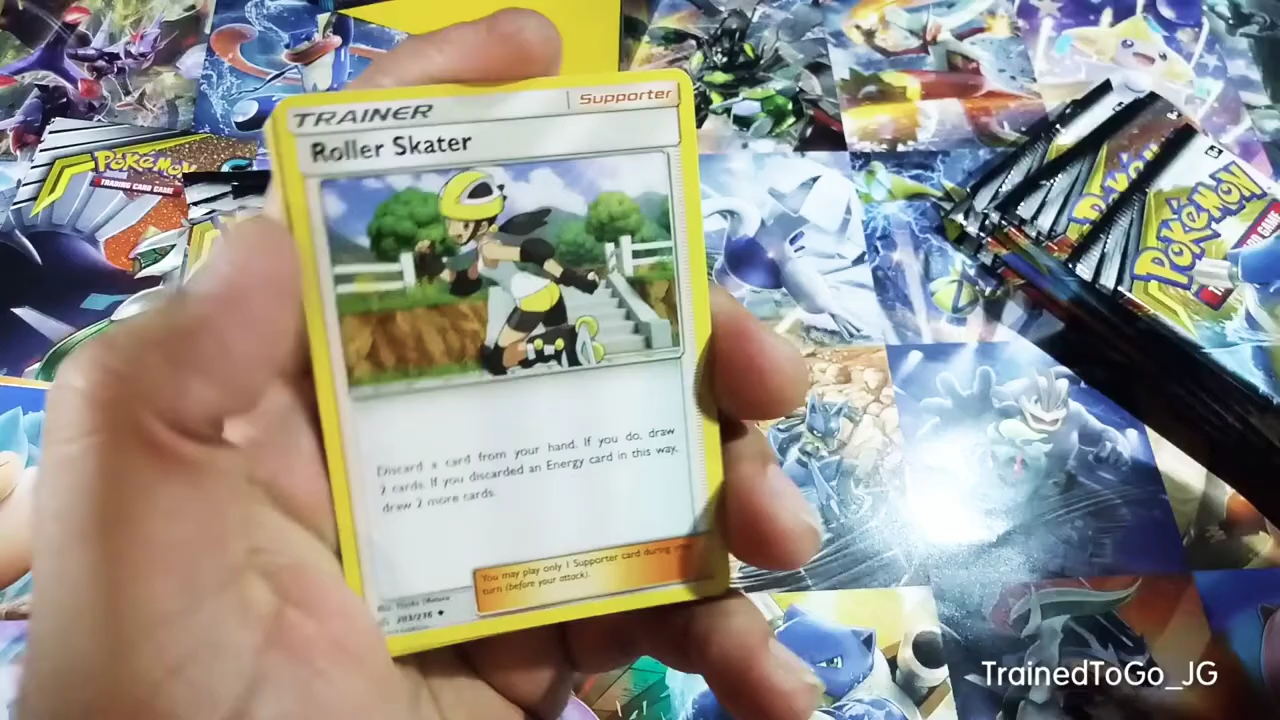 TRAINER
Supporter
Roller Skater
Discard a card from your hand. If you do, draw
2 cards. If you discarded an Energy card in this way,
draw 2 more cards.
You may play only 1 Supporter card during your
turn (before your attack).
203/236
POKéMON
TRADING CARD GAME
POKéMON
TrainedToGo_JG